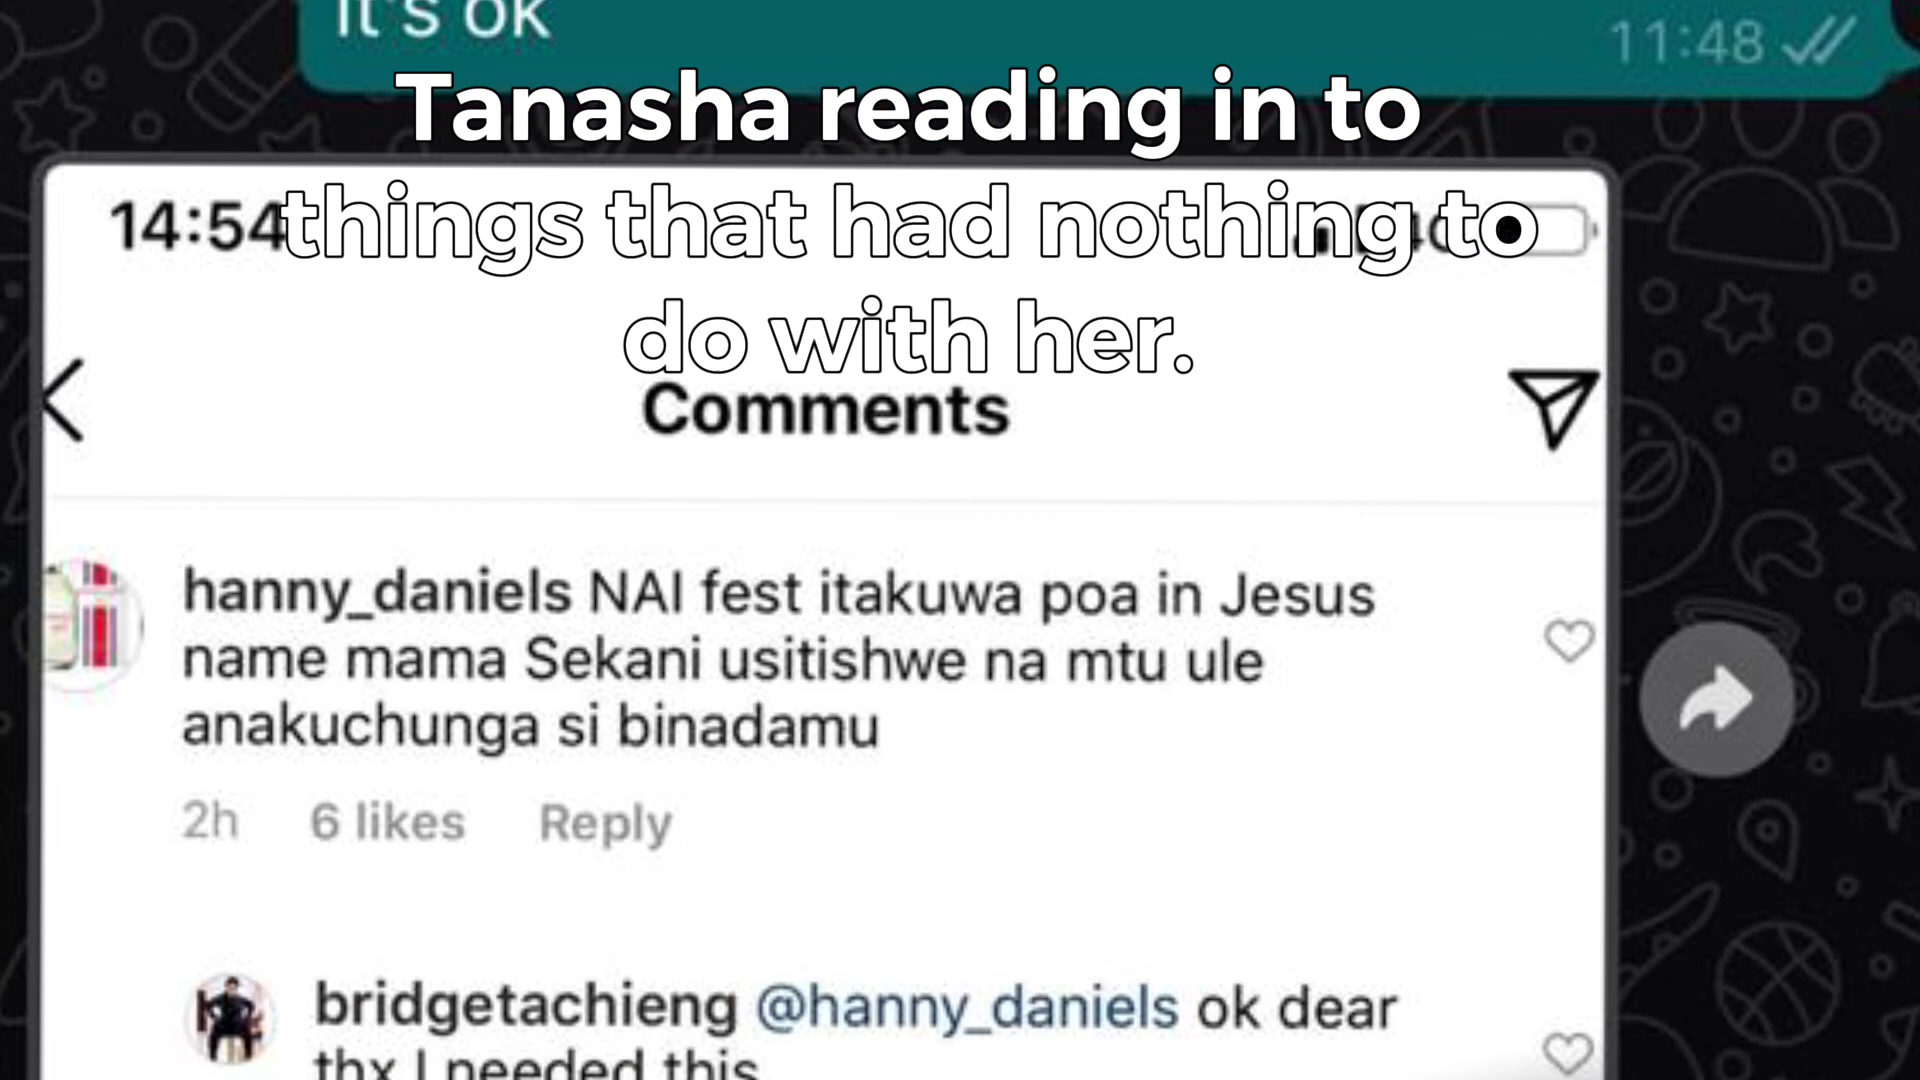 It's ok
11:48
Tanasha reading in to
things that had nothing to
do with her.
14:54
Comments
hanny_daniels NAI fest itakuwa poa in Jesus
name mama Sekani usitishwe na mtu ule
anakuchunga si binadamu
2h 6 likes Reply
bridgetachieng @hanny_daniels ok dear
thx I needed this